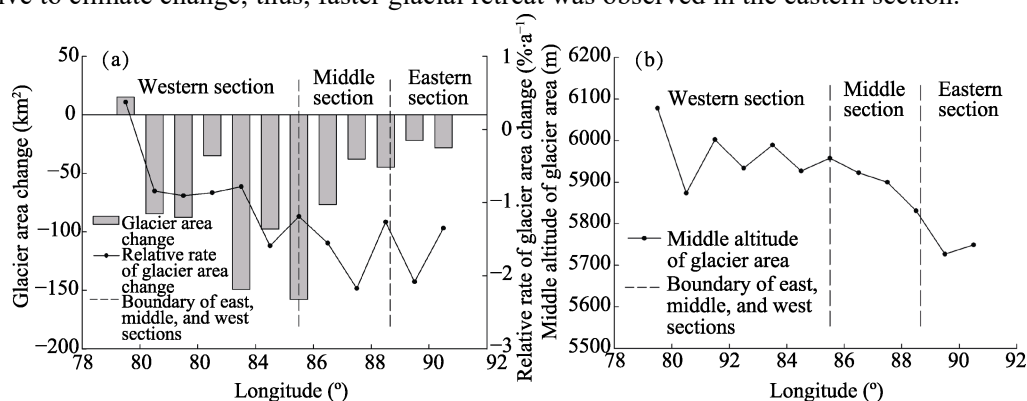 ive to climate change; thus, faster glacial retreat was observed in the eastern section.
(a)
Western section
Middle
section
Eastern
section
50
0
−50
−100
−150
−200
Glacier area change (km²)
Glacier area
change
Relative rate
of glacier area
change
Boundary of east,
middle, and west
sections
1
0
−1
−2
−3
Relative rate of glacier area change (%·a⁻¹)
78 80 80 84 86 88 90 92
Longitude (º)
(b)
Western section
Middle
section
Eastern
section
6200
6100
6000
5900
5800
5700
5600
5500
Middle altitude of glacier area (m)
Middle altitude
of glacier area
Boundary of east,
middle, and west
sections
78 80 92 82 86 88 90 92
Longitude (º)